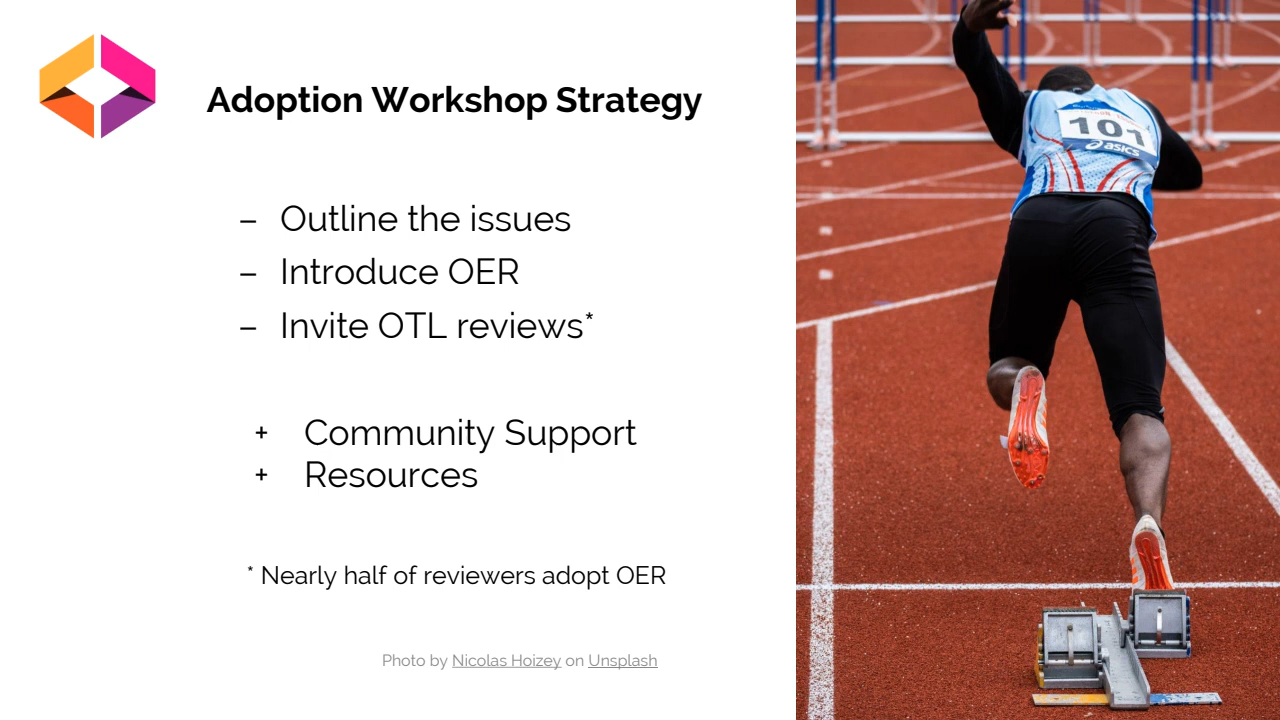 Adoption Workshop Strategy
– Outline the issues
– Introduce OER
– Invite OTL reviews*
+ Community Support
+ Resources
* Nearly half of reviewers adopt OER
Photo by Nicolas Hoizey on Unsplash
101
asics